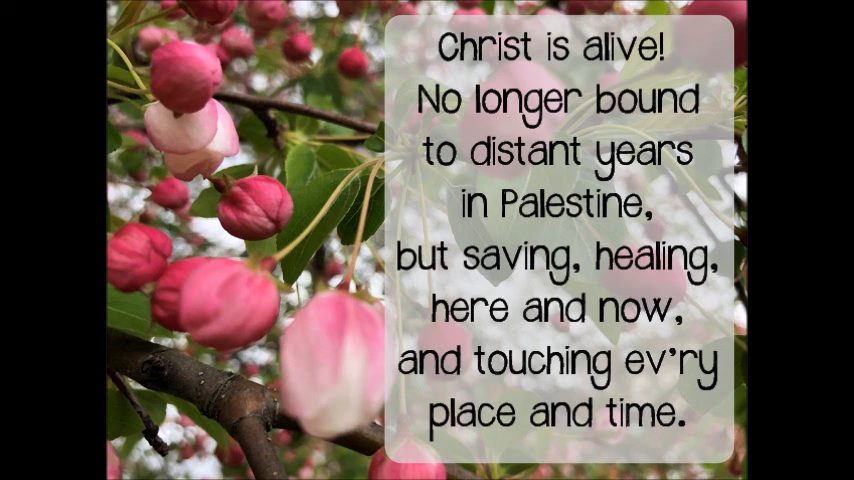 Christ is alive!
No longer bound
to distant years
in Palestine,
but saving, healing,
here and now,
and touching ev'ry
place and time.